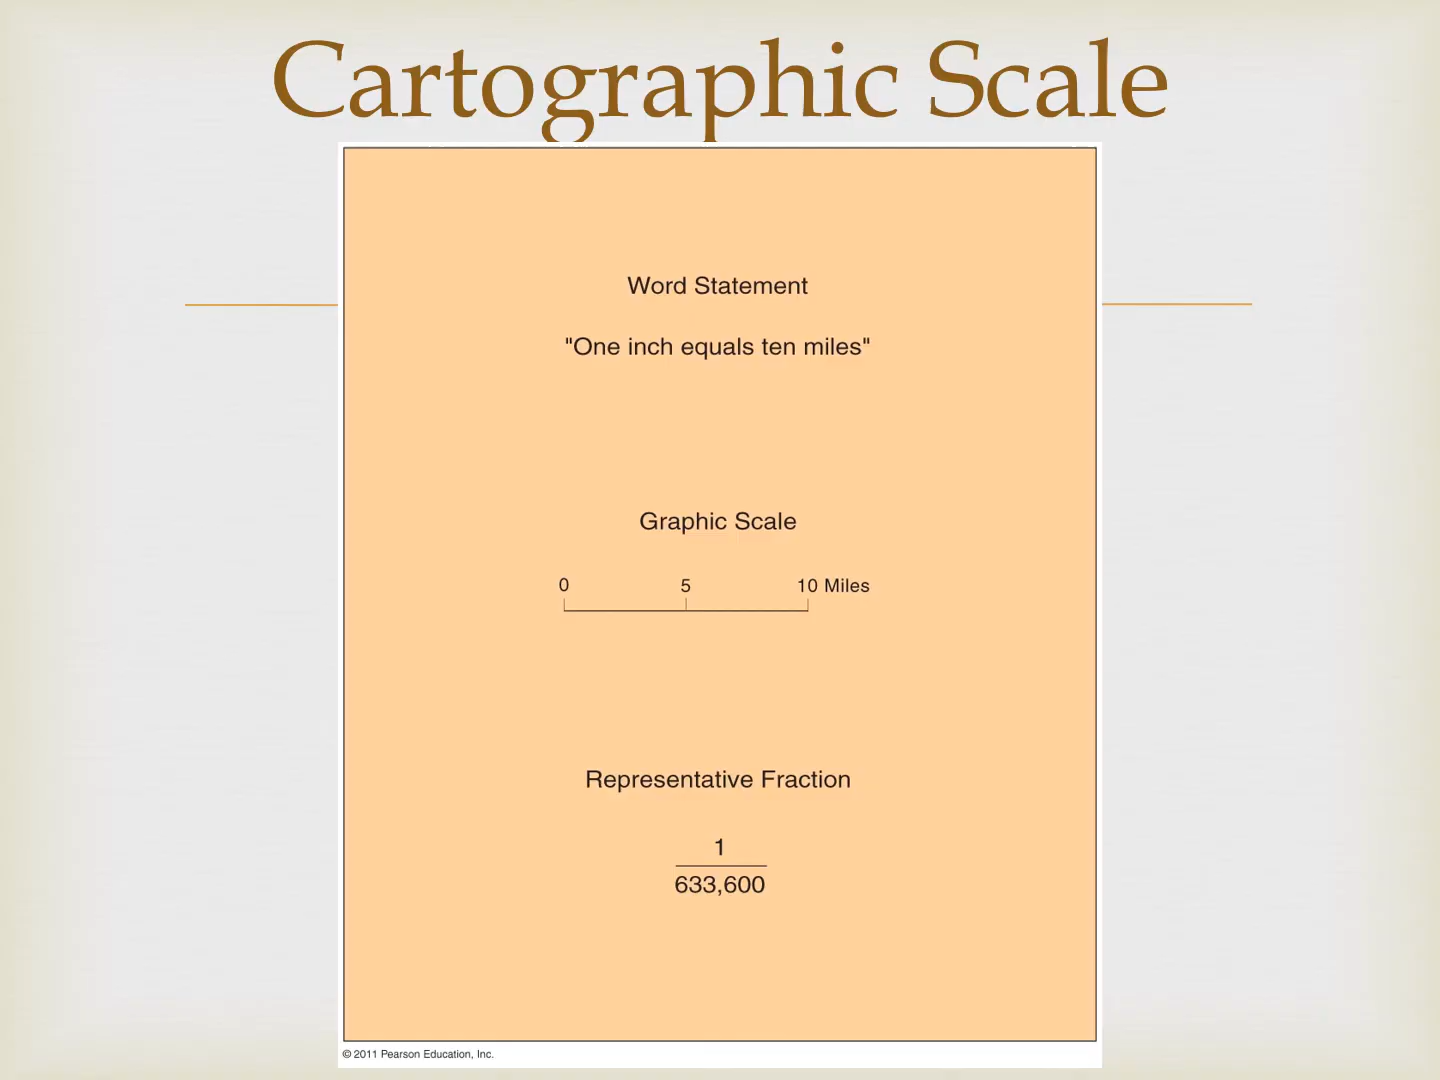 Cartographic Scale
Word Statement
"One inch equals ten miles"
Graphic Scale
0 5 10 Miles
Representative Fraction
1
633,600
© 2011 Pearson Education, Inc.